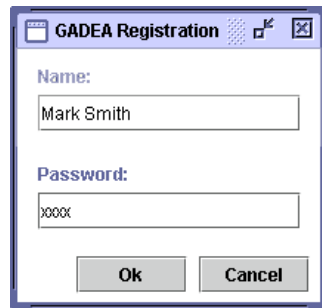 GADEA Registration
Name:
Mark Smith
Password:
xxxx
Ok Cancel